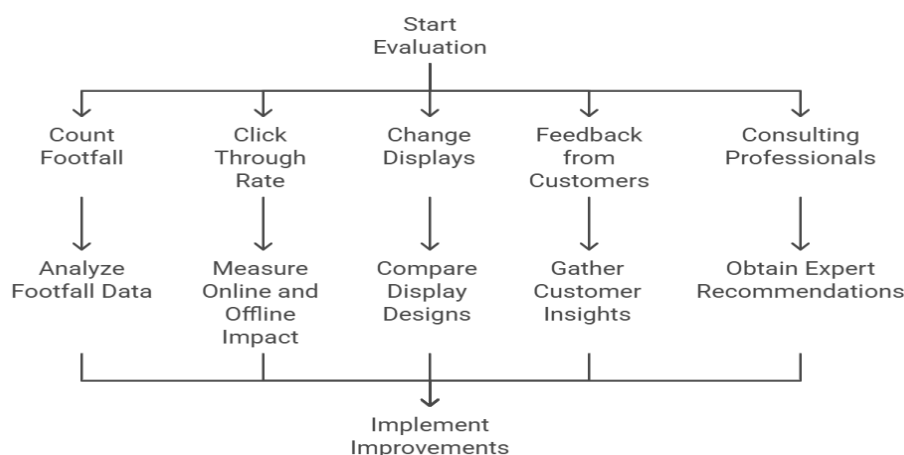 Start
Evaluation
Count
Footfall
Click
Through
Rate
Change
Displays
Feedback
from
Customers
Consulting
Professionals
Analyze
Footfall Data
Measure
Online and
Offline
Impact
Compare
Display
Designs
Gather
Customer
Insights
Obtain Expert
Recommendations
Implement
Improvements